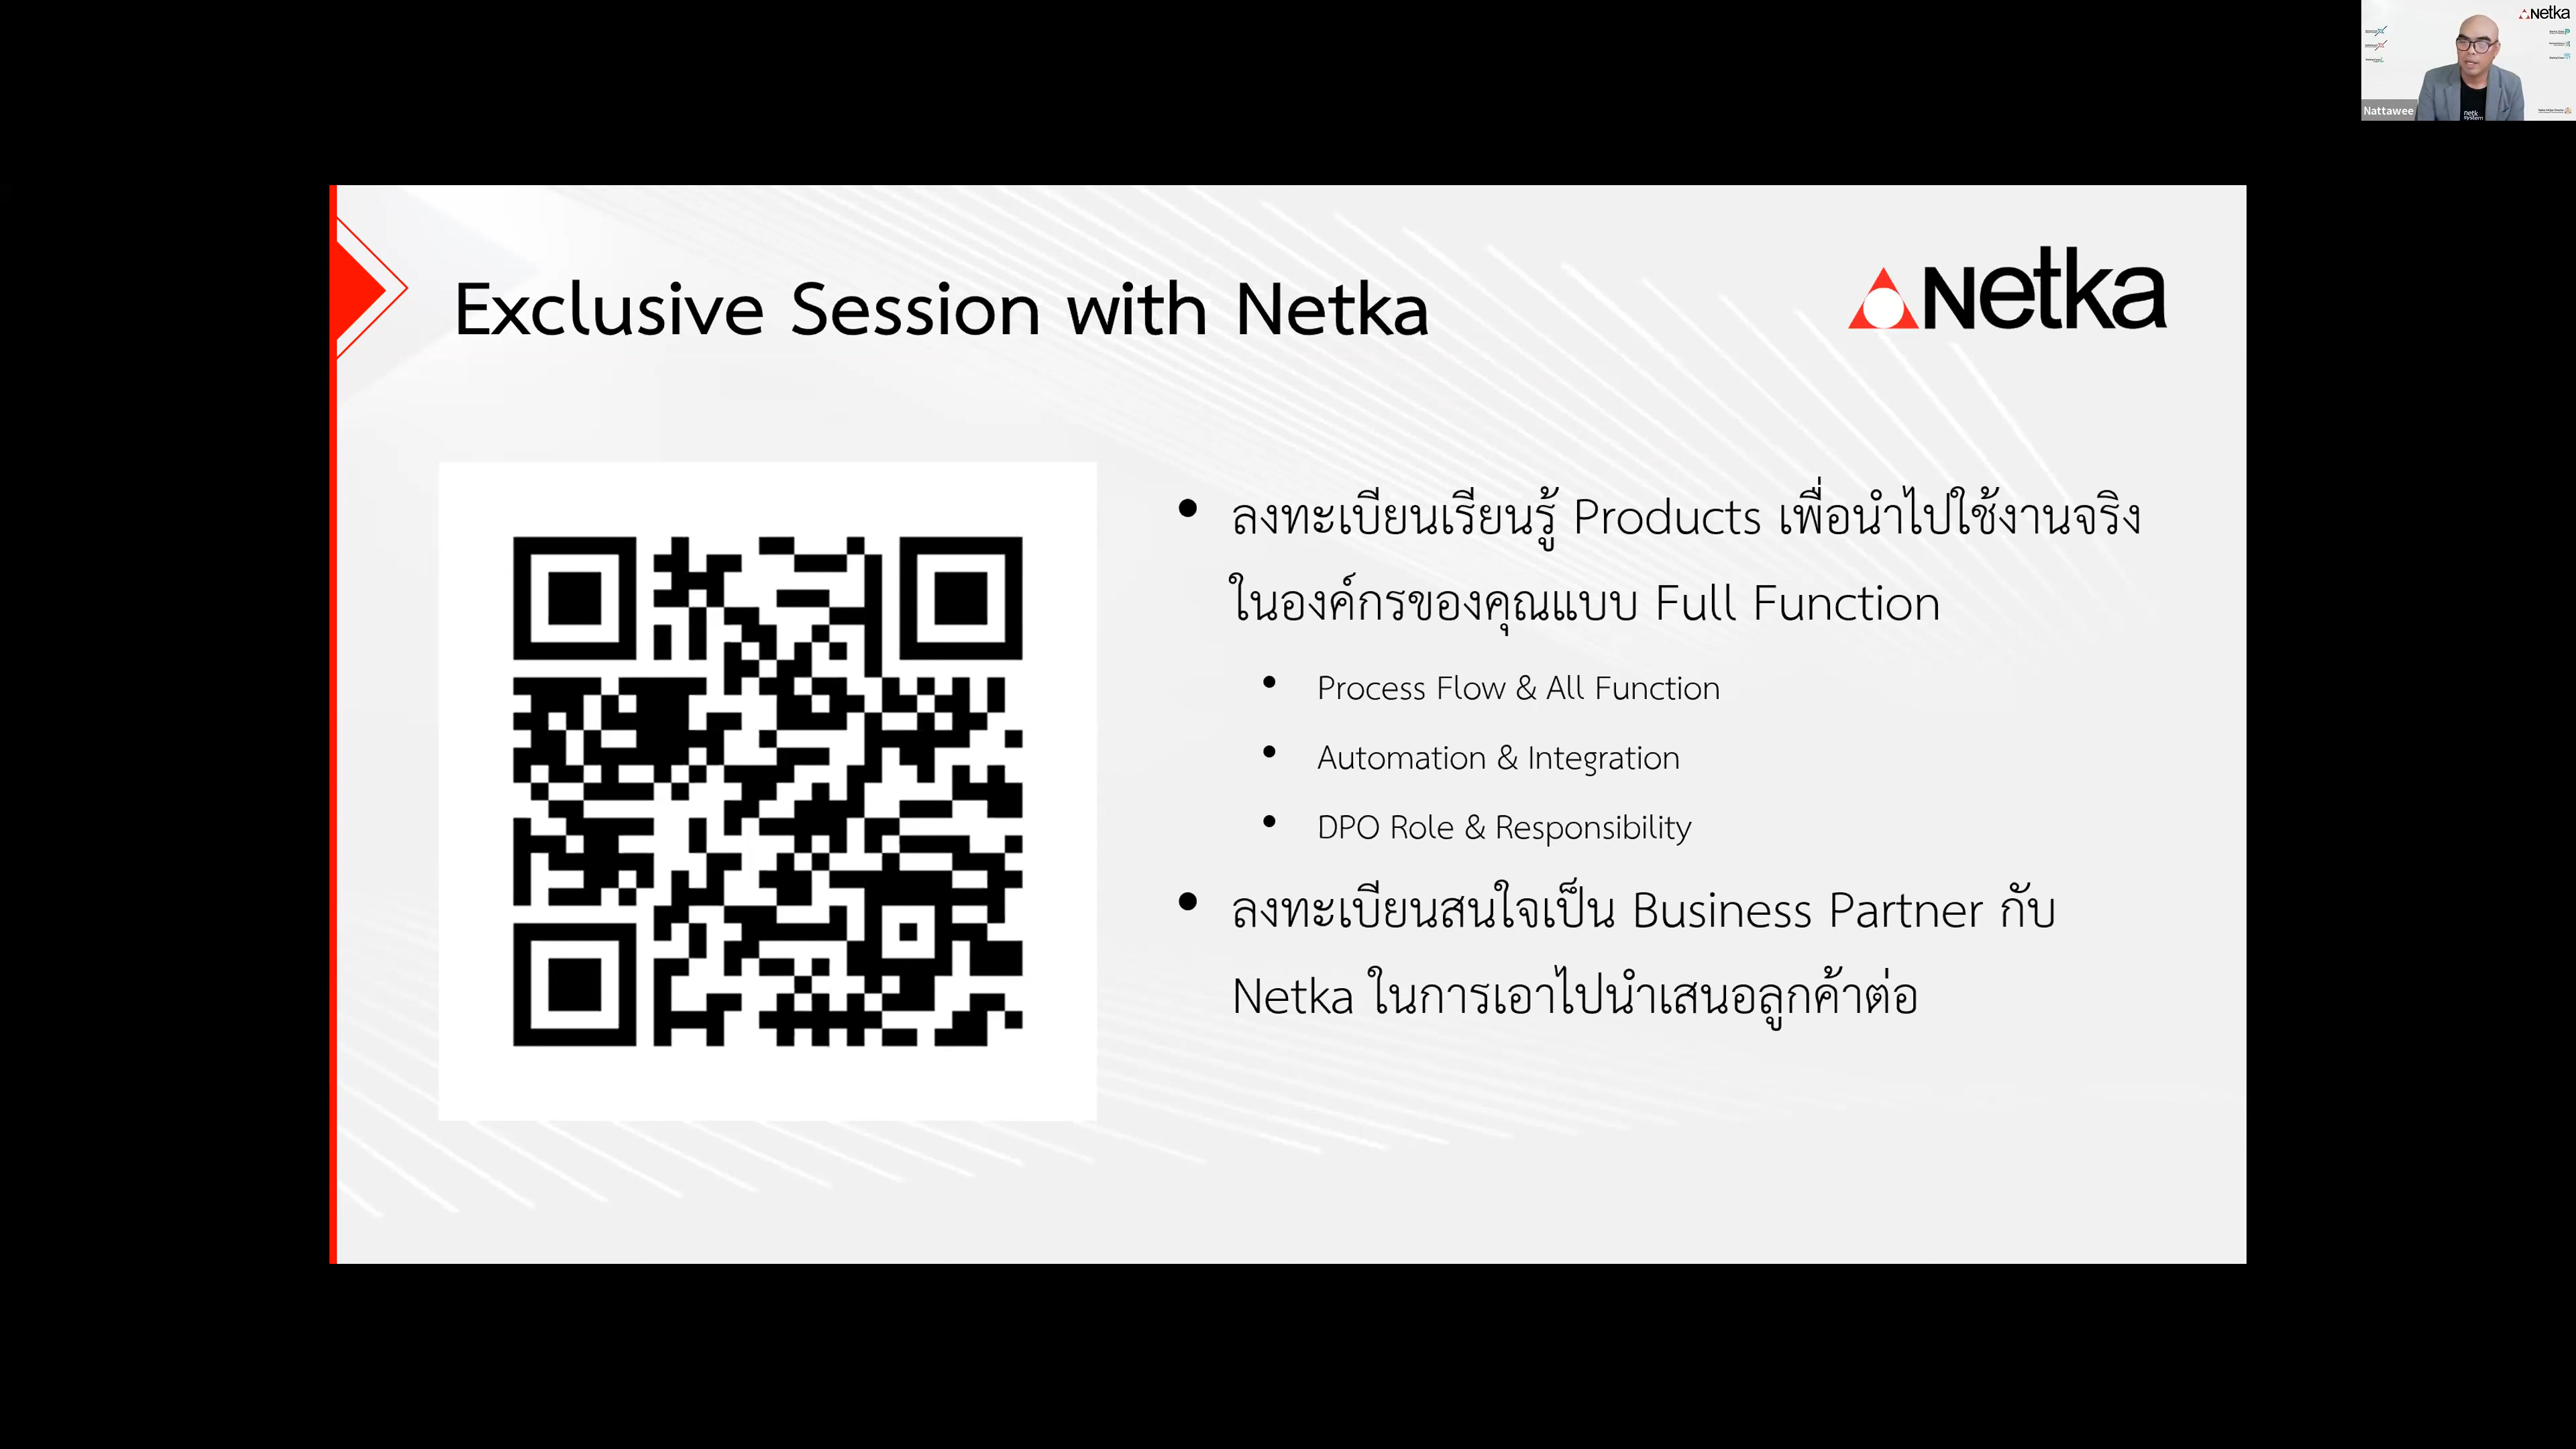 Netka
Nattawee
netk
system
Exclusive Session with Netka
Netka
• ลงทะเบียนเรียนรู้ Products เพื่อนำไปใช้งานจริง
ในองค์กรของคุณแบบ Full Function
• Process Flow & All Function
• Automation & Integration
• DPO Role & Responsibility
• ลงทะเบียนสนใจเป็น Business Partner กับ
Netka ในการเอาไปนำเสนอลูกค้าต่อ